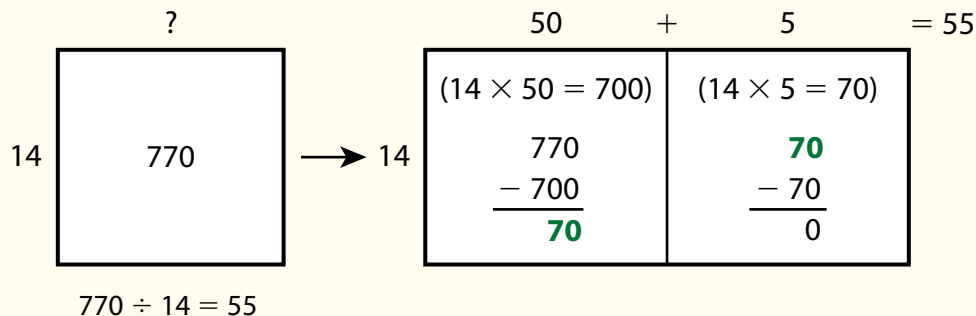 ?
14
770
770 ÷ 14 = 55
50 + 5 = 55
14
(14 × 50 = 700)
770
− 700
70
(14 × 5 = 70)
70
− 70
0